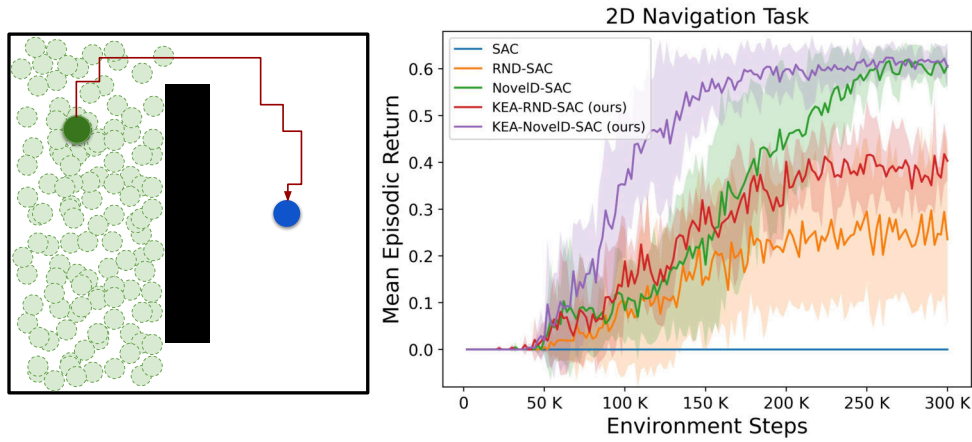 2D Navigation Task
Mean Episodic Return
0.6
0.5
0.4
0.3
0.2
0.1
0.0
SAC
RND-SAC
NovelD-SAC
KEA-RND-SAC (ours)
KEA-NovelD-SAC (ours)
0
50 K
100 K
150 K
200 K
250 K
300 K
Environment Steps